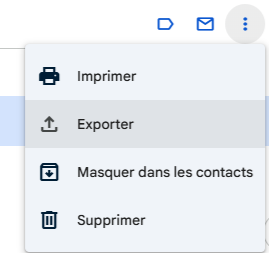 Imprimer
Exporter
Masquer dans les contacts
Supprimer